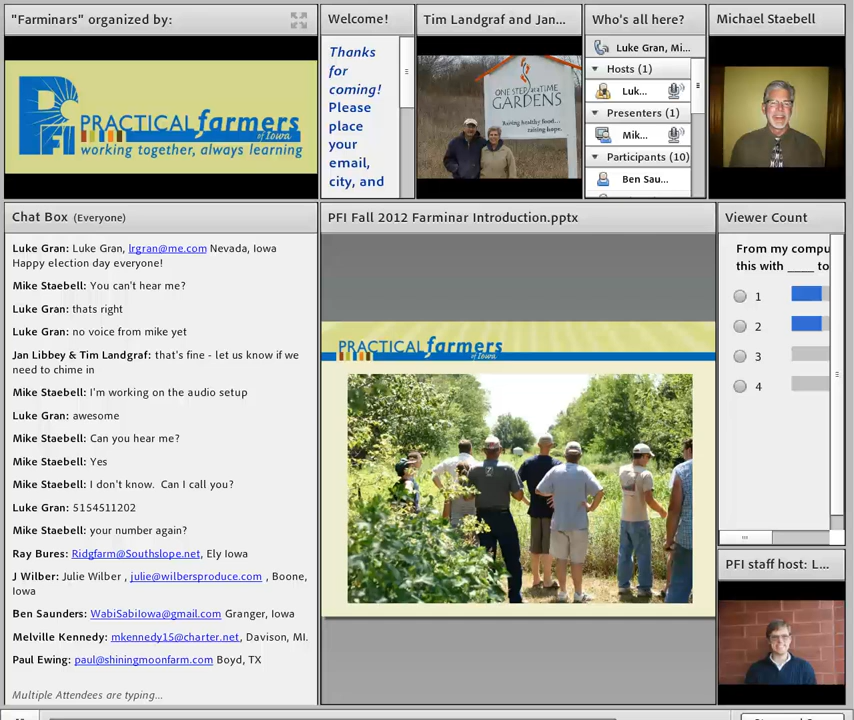 "Farminars" organized by:
PFI
PRACTICAL farmers
of Iowa
working together, always learning
Welcome!
Thanks
for
coming!
Please
place
your
email,
city, and
Tim Landgraf and Jan...
ONE STEP at a TIME
GARDENS
Raising healthy food...
raising hope.
Who's all here?
Luke Gran, Mi...
Hosts (1)
Luk...
Presenters (1)
Mik...
Participants (10)
Ben Sau...
Michael Staebell
Chat Box (Everyone)
Luke Gran: Luke Gran, lrgran@me.com Nevada, Iowa
Happy election day everyone!
Mike Staebell: You can't hear me?
Luke Gran: thats right
Luke Gran: no voice from mike yet
Jan Libbey & Tim Landgraf: that's fine - let us know if we
need to chime in
Mike Staebell: I'm working on the audio setup
Luke Gran: awesome
Mike Staebell: Can you hear me?
Mike Staebell: Yes
Mike Staebell: I don't know. Can I call you?
Luke Gran: 5154511202
Mike Staebell: your number again?
Ray Bures: Ridgfarm@Southslope.net, Ely Iowa
J Wilber: Julie Wilber , julie@wilbersproduce.com , Boone,
Iowa
Ben Saunders: WabiSabiIowa@gmail.com Granger, Iowa
Melville Kennedy: mkennedy15@charter.net, Davison, MI.
Paul Ewing: paul@shiningmoonfarm.com Boyd, TX
Multiple Attendees are typing...
PFI Fall 2012 Farminar Introduction.pptx
PRACTICAL farmers
of Iowa
Viewer Count
From my compu
this with ____ to
1
2
3
4
PFI staff host: L...